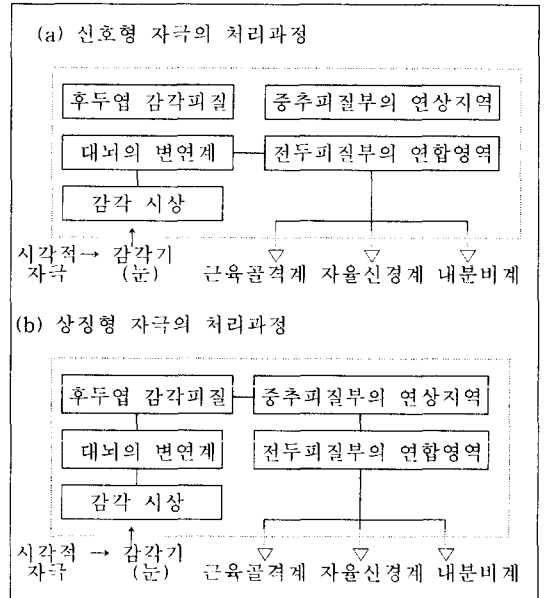 (a) 신호형 자극의 처리과정
후두엽 감각피질 중추피질부의 연상지역
대뇌의 변연계 전두피질부의 연합영역
감각 시상
시각적→ 감각기
자극 (눈) 근육골격계 자율신경계 내분비계
(b) 상징형 자극의 처리과정
후두엽 감각피질 중추피질부의 연상지역
대뇌의 변연계 전두피질부의 연합영역
감각 시상
시각적 → 감각기
자극 (눈) 근육골격계 자율신경계 내분비계